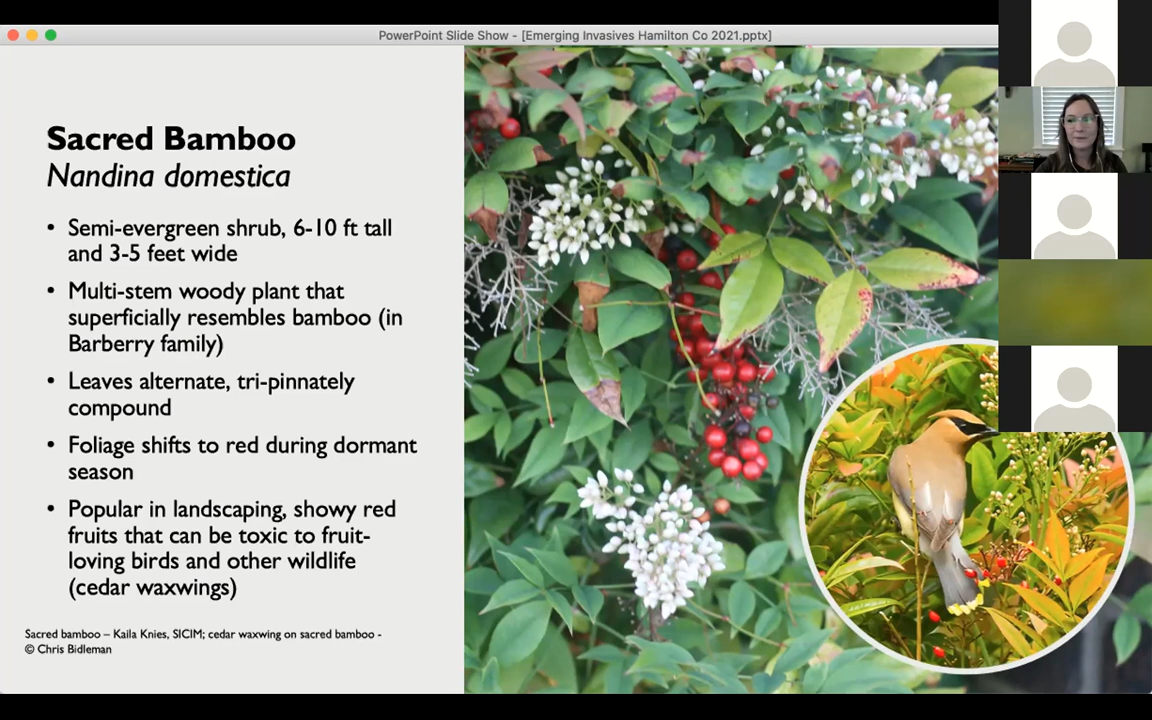 PowerPoint Slide Show - [Emerging Invasives Hamilton Co 2021.pptx]
Sacred Bamboo
Nandina domestica
• Semi-evergreen shrub, 6-10 ft tall
and 3-5 feet wide
• Multi-stem woody plant that
superficially resembles bamboo (in
Barberry family)
• Leaves alternate, tri-pinnately
compound
• Foliage shifts to red during dormant
season
• Popular in landscaping, showy red
fruits that can be toxic to fruit-
loving birds and other wildlife
(cedar waxwings)
Sacred bamboo – Kaila Knies, SICIM; cedar waxwing on sacred bamboo -
© Chris Bidleman